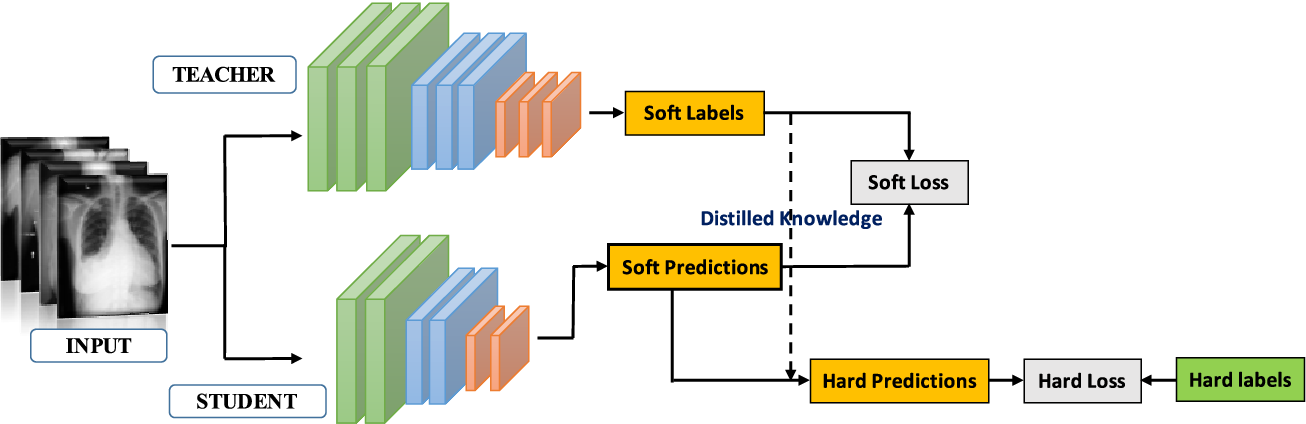 TEACHER
Soft Labels
Soft Loss
Distilled Knowledge
Soft Predictions
INPUT
STUDENT
Hard Predictions
Hard Loss
Hard labels